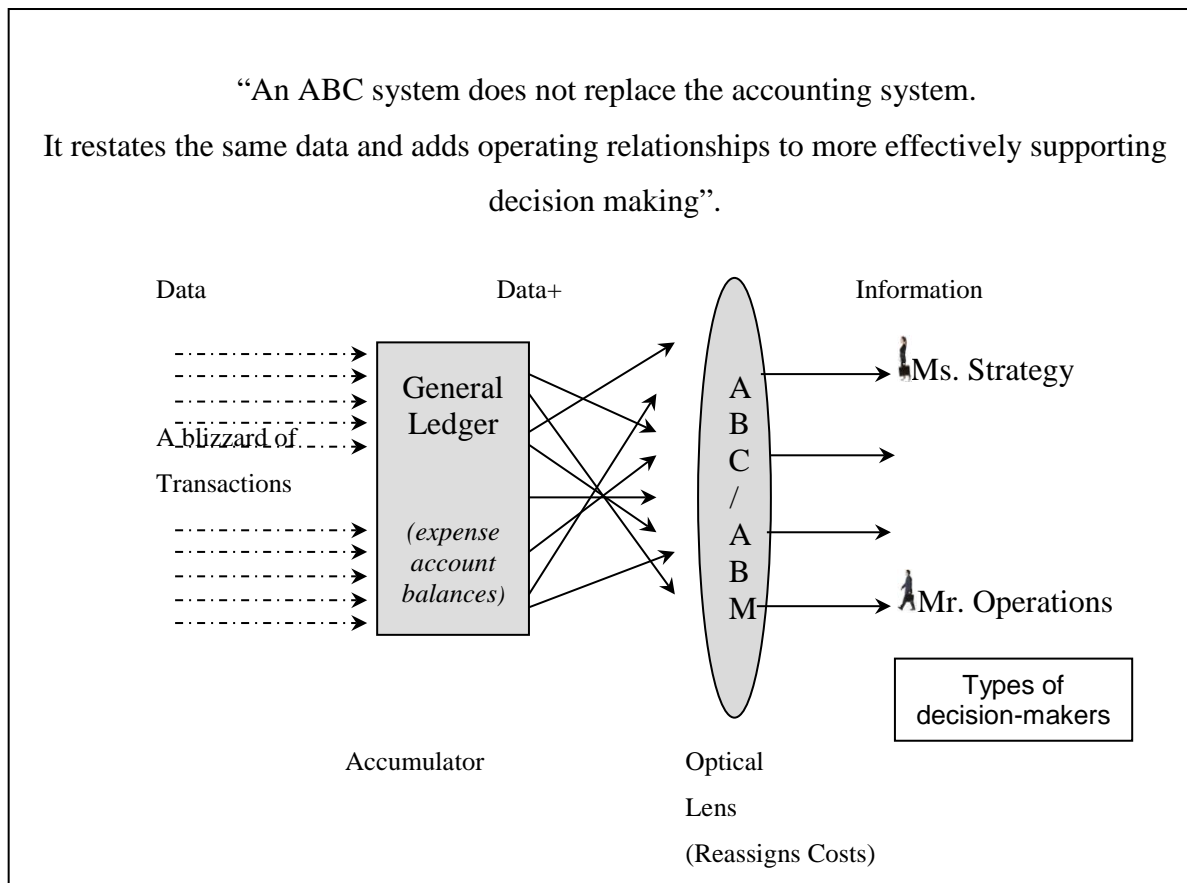 “An ABC system does not replace the accounting system.
It restates the same data and adds operating relationships to more effectively supporting
decision making”.
Data
Data+
Information
A blizzard of
Transactions
General
Ledger
(expense
account
balances)
A
B
C
/
A
B
M
Ms. Strategy
Mr. Operations
Types of
decision-makers
Accumulator
Optical
Lens
(Reassigns Costs)